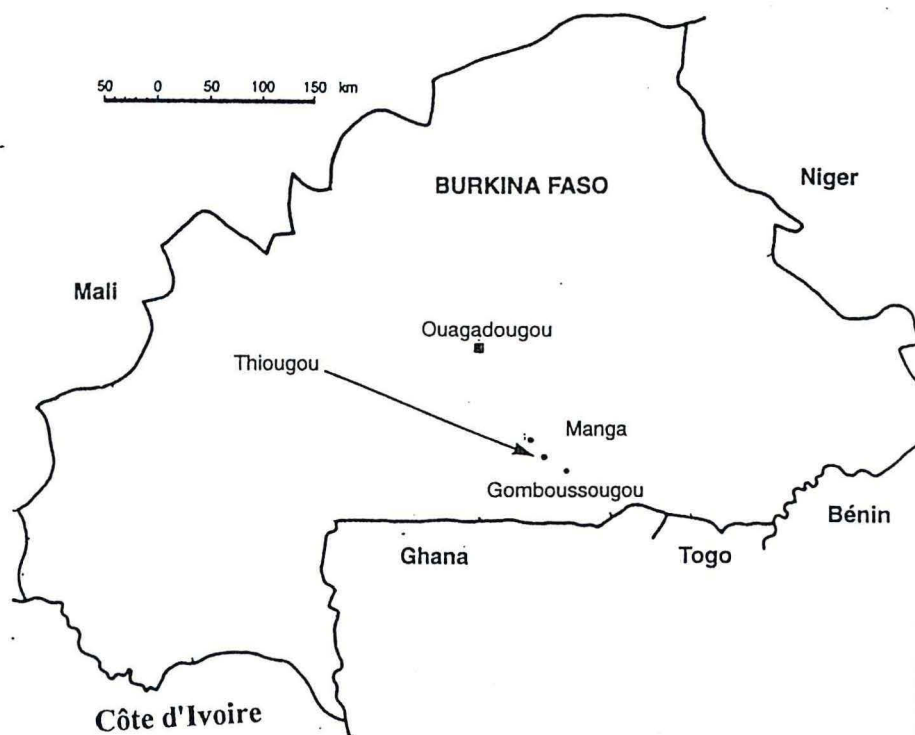 50 0 50 100 150 km
BURKINA FASO
Niger
Mali
Ouagadougou
Thiougou
Manga
Gomboussougou
Bénin
Ghana
Togo
Côte d'Ivoire